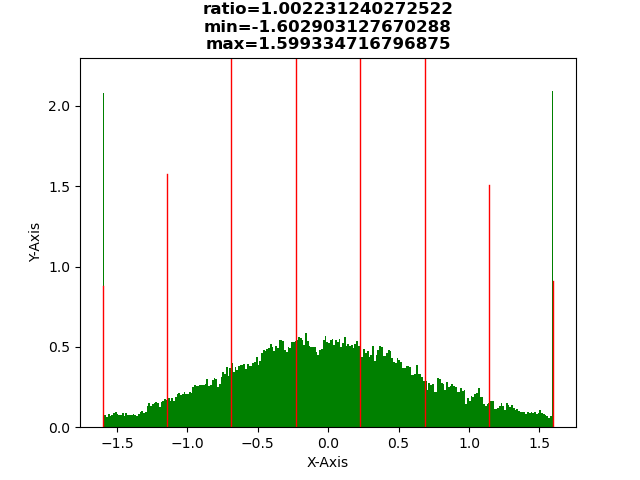 ratio=1.002231240272522
min=-1.602903127670288
max=1.599334716796875
2.0
1.5
1.0
0.5
0.0
Y-Axis
−1.5 −1.0 −0.5 0.0 0.5 1.0 1.5
X-Axis